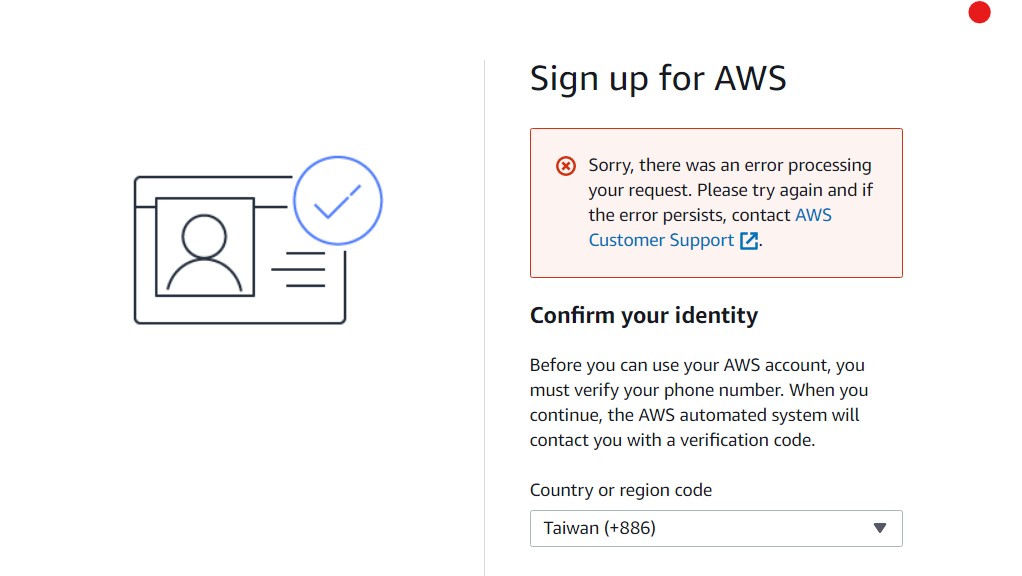 Sign up for AWS
Sorry, there was an error processing
your request. Please try again and if
the error persists, contact AWS
Customer Support.
Confirm your identity
Before you can use your AWS account, you
must verify your phone number. When you
continue, the AWS automated system will
contact you with a verification code.
Country or region code
Taiwan (+886)